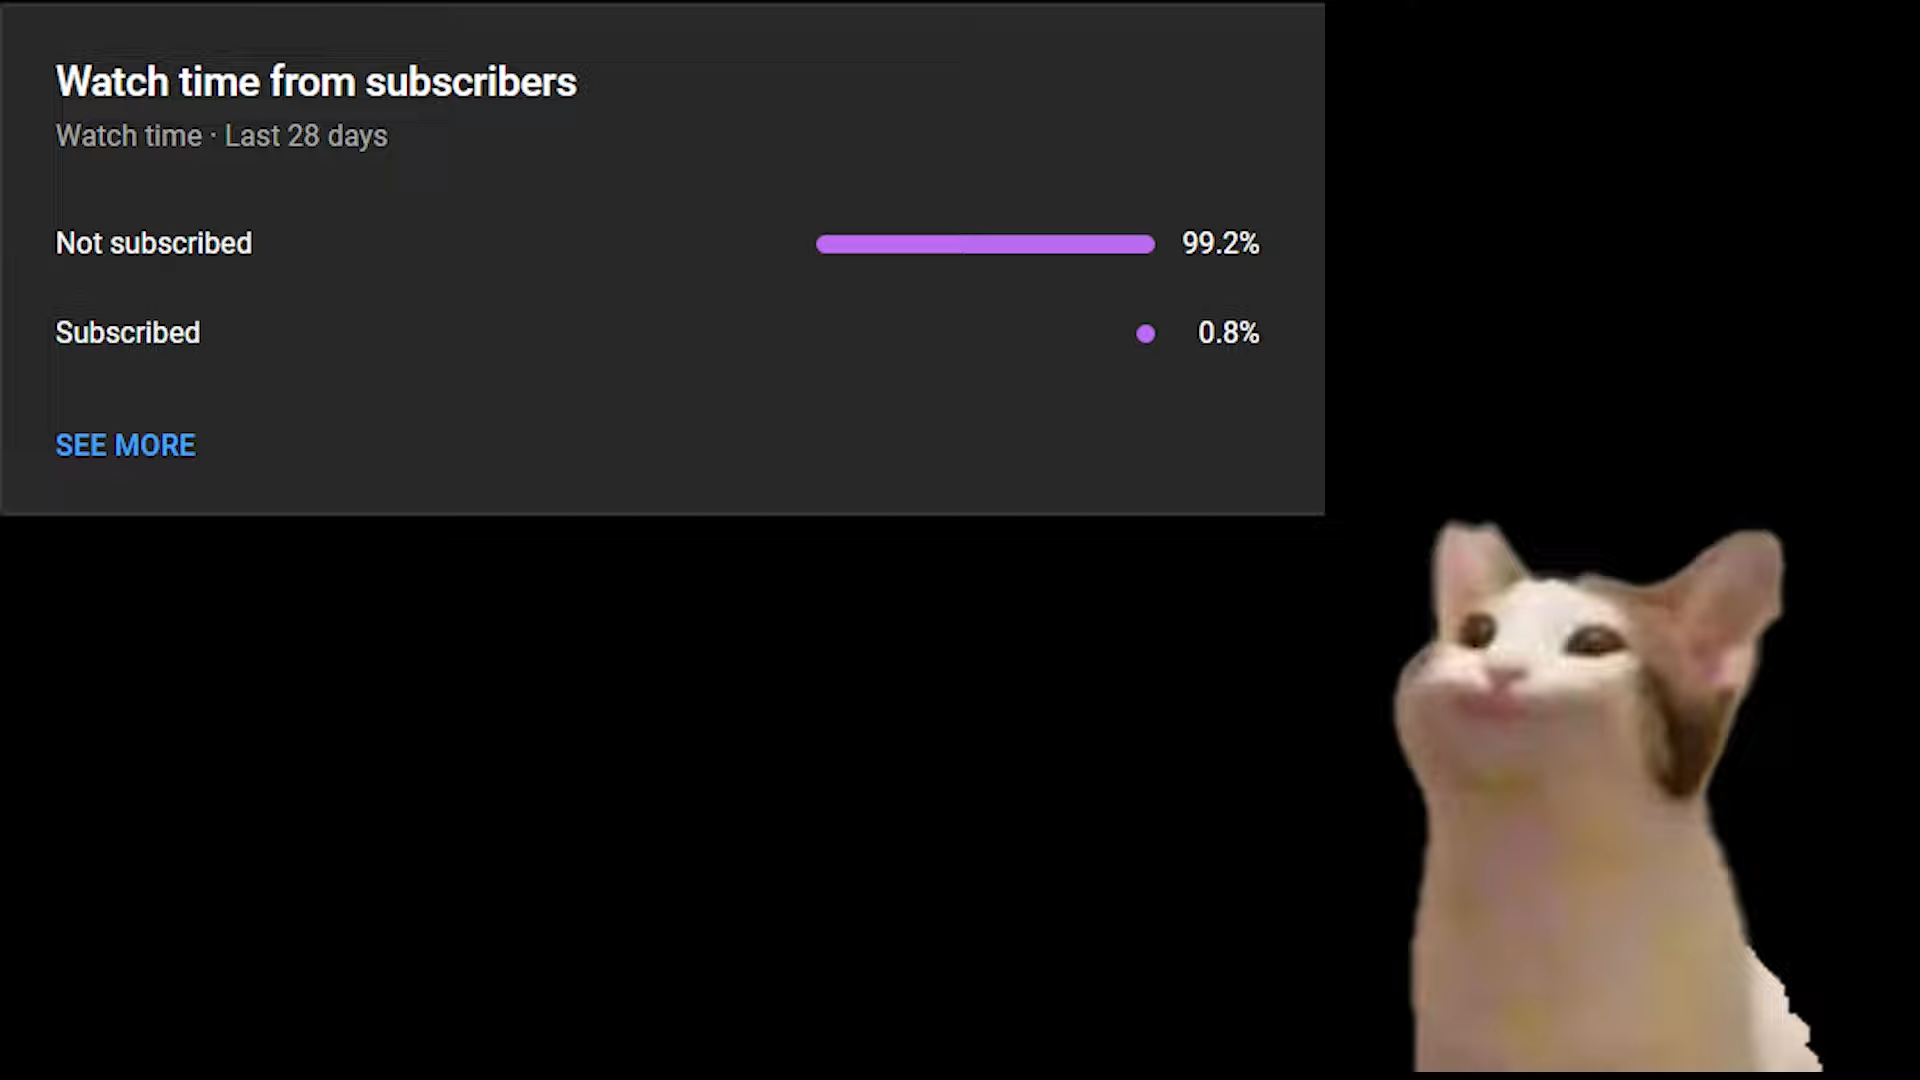 Watch time from subscribers
Watch time · Last 28 days
Not subscribed 99.2%
Subscribed 0.8%
SEE MORE